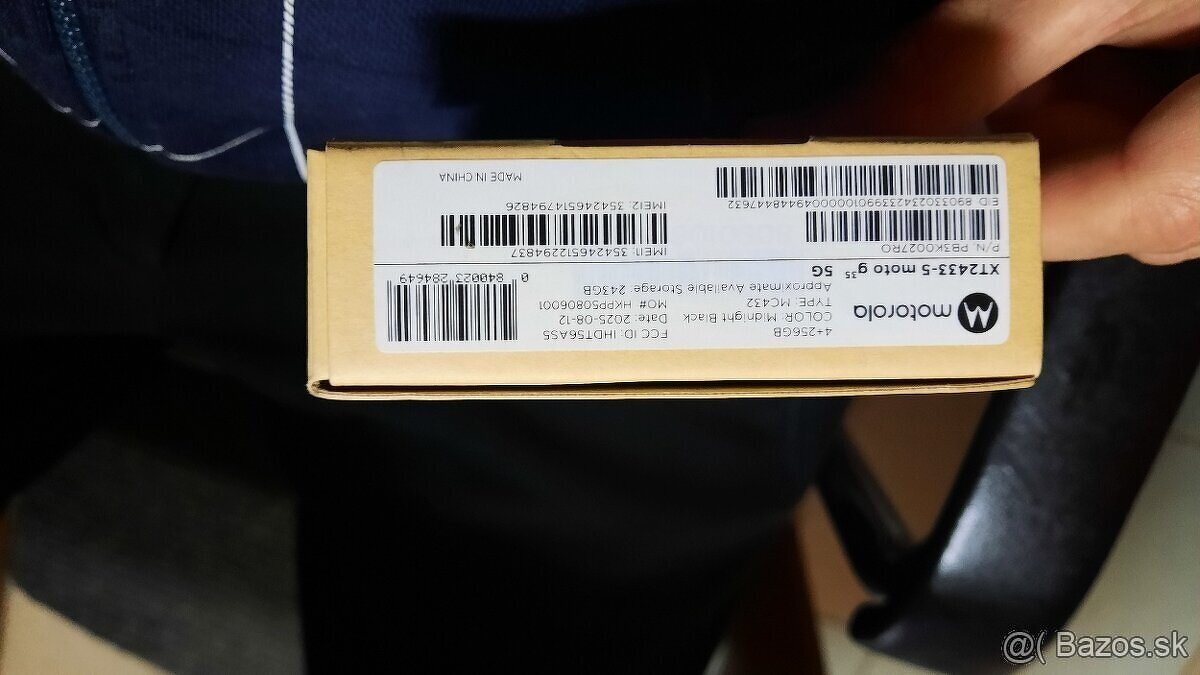 motorola
4+256GB
COLOR: Midnight Black
TYPE: MC432
Approximate Available Storage: 243GB
FCC ID: IHDT56AS5
Date: 2025-08-12
MO# HKPP50806001
0 840023 284649
XT2433-5 moto g³⁵ 5G
P/N PB3K0027RO
EID 89033023423399010000049448447632
IMEI1: 354246512294837
IMEI2: 354246514794826
MADE IN CHINA
@( Bazos.sk